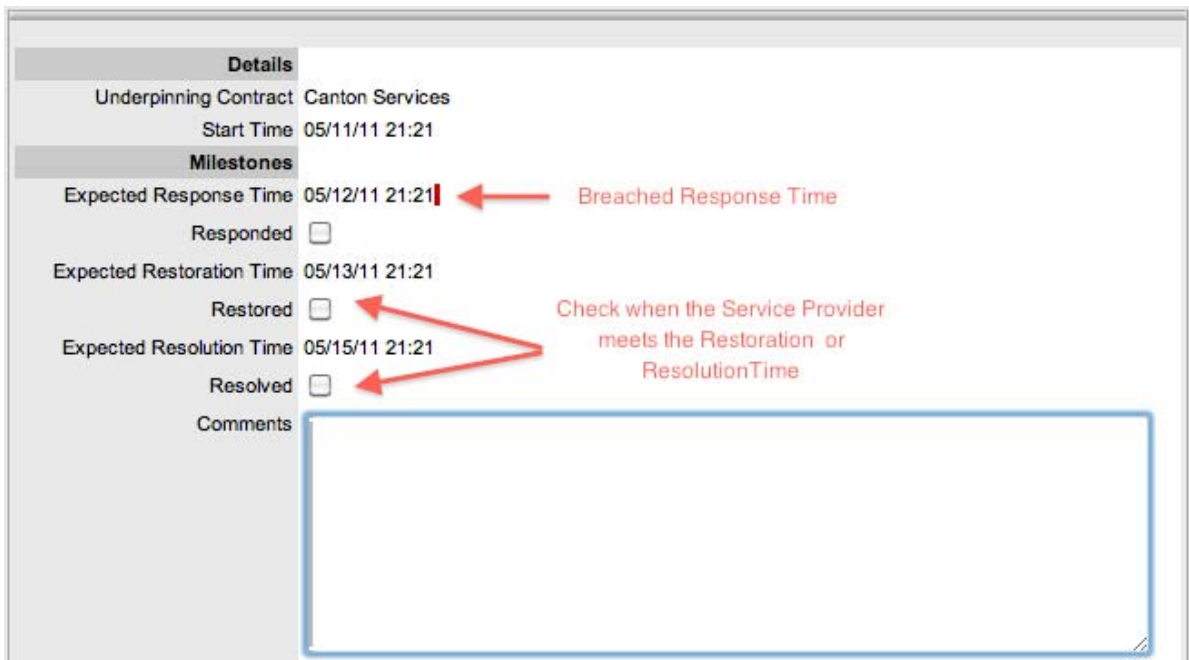 Details
Underpinning Contract Canton Services
Start Time 05/11/11 21:21
Milestones
Expected Response Time 05/12/11 21:21 Breached Response Time
Responded
Expected Restoration Time 05/13/11 21:21
Restored Check when the Service Provider
meets the Restoration or
Expected Resolution Time 05/15/11 21:21
ResolutionTime
Resolved
Comments